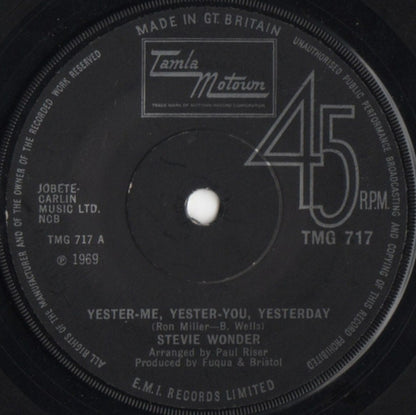 MADE IN GT. BRITAIN
ALL RIGHTS OF THE MANUFACTURER AND OF THE OWNER OF THE RECORDED WORK RESERVED
UNAUTHORISED PUBLIC PERFORMANCE BROADCASTING AND COPYING OF THIS RECORD PROHIBITED
Tamla
Motown
TRADE MARK OF MOTOWN RECORD CORPORATION
45
R.P.M.
JOBETE-
CARLIN
MUSIC LTD.
NCB
TMG 717 A
℗ 1969
TMG 717
YESTER-ME, YESTER-YOU, YESTERDAY
(Ron Miller—B. Wells)
STEVIE WONDER
Arranged by Paul Riser
Produced by Fuqua & Bristol
E.M.I. RECORDS LIMITED